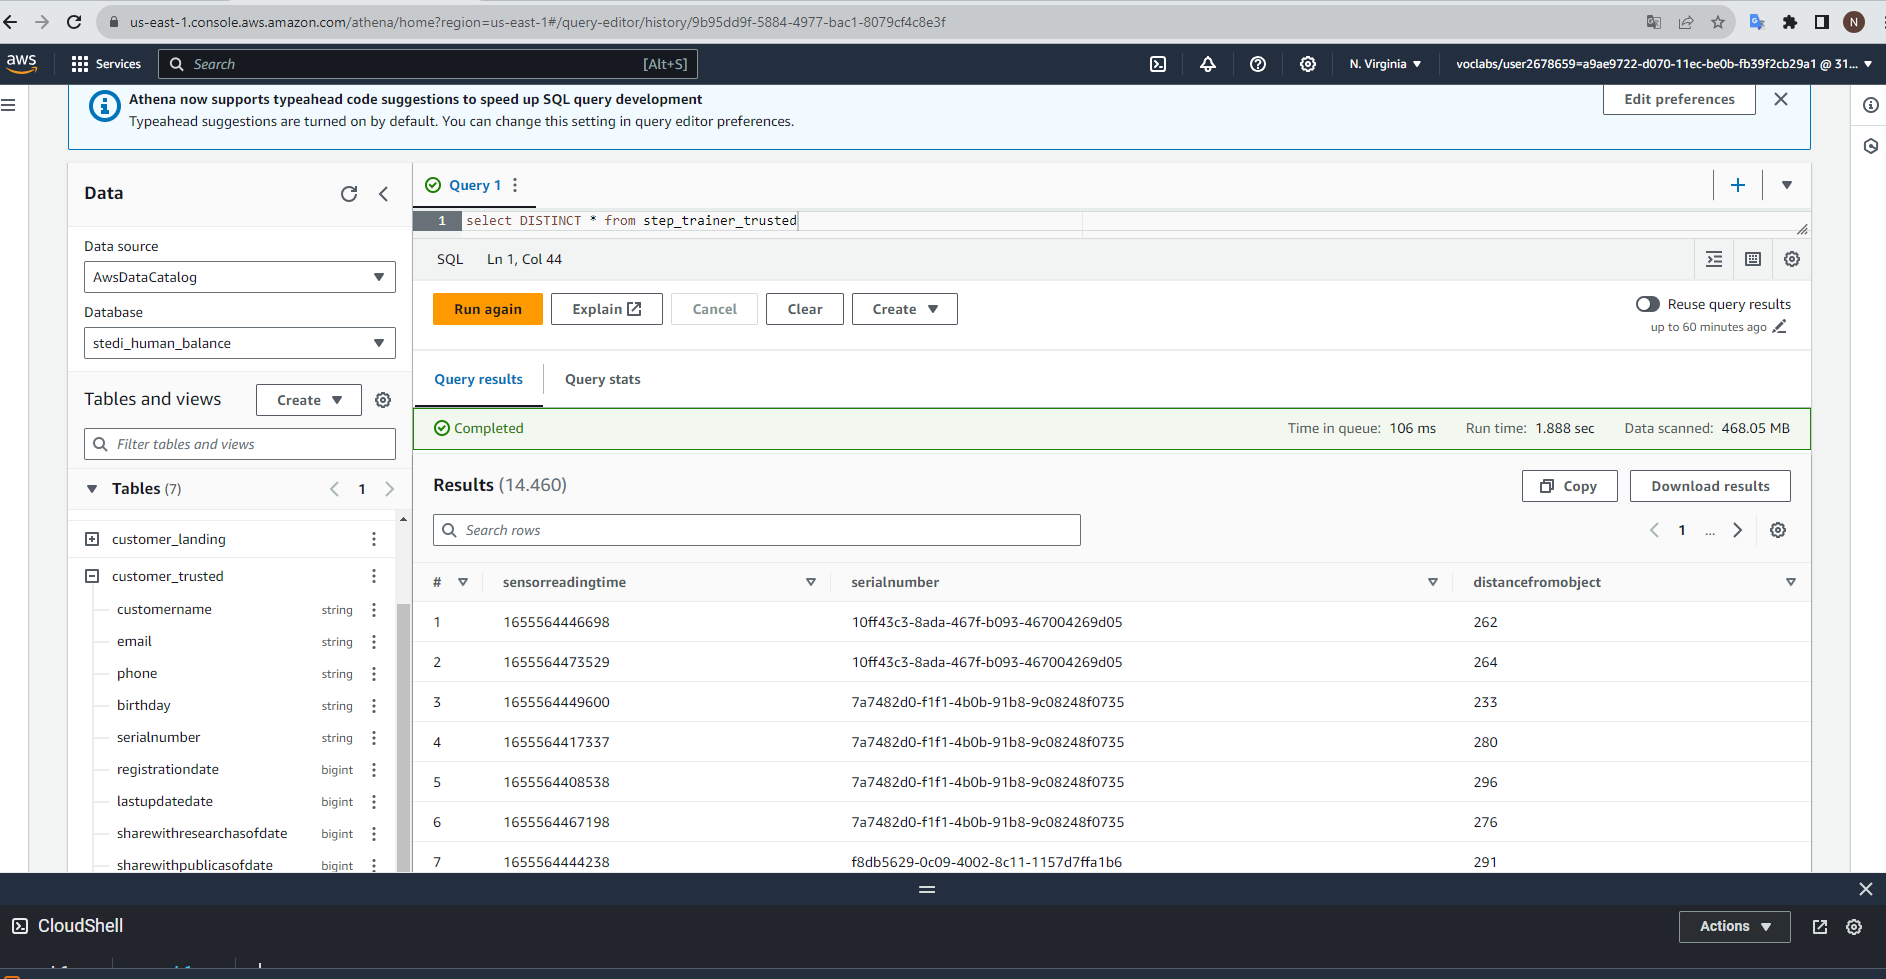 us-east-1.console.aws.amazon.com/athena/home?region=us-east-1#/query-editor/history/9b95dd9f-5884-4977-bac1-8079cf4c8e3f
N
aws
Services
Search
[Alt+S]
N. Virginia
voclabs/user2678659=a9ae9722-d070-11ec-be0b-fb39f2cb29a1 @ 31...
Athena now supports typeahead code suggestions to speed up SQL query development
Typeahead suggestions are turned on by default. You can change this setting in query editor preferences.
Edit preferences
Data
Data source
AwsDataCatalog
Database
stedi_human_balance
Tables and views
Create
Filter tables and views
Tables (7)
1
customer_landing
customer_trusted
customername string
email string
phone string
birthday string
serialnumber string
registrationdate bigint
lastupdatedate bigint
sharewithresearchasofdate bigint
sharewithpublicasofdate bigint
Query 1
1 select DISTINCT * from step_trainer_trusted
SQL Ln 1, Col 44
Run again
Explain
Cancel
Clear
Create
Reuse query results
up to 60 minutes ago
Query results
Query stats
Completed
Time in queue: 106 ms Run time: 1.888 sec Data scanned: 468.05 MB
Results (14.460)
Copy
Download results
Search rows
1 ...
# sensorreadingtime serialnumber distancefromobject
1 1655564446698 10ff43c3-8ada-467f-b093-467004269d05 262
2 1655564473529 10ff43c3-8ada-467f-b093-467004269d05 264
3 1655564449600 7a7482d0-f1f1-4b0b-91b8-9c08248f0735 233
4 1655564417337 7a7482d0-f1f1-4b0b-91b8-9c08248f0735 280
5 1655564408538 7a7482d0-f1f1-4b0b-91b8-9c08248f0735 296
6 1655564467198 7a7482d0-f1f1-4b0b-91b8-9c08248f0735 276
7 1655564444238 f8db5629-0c09-4002-8c11-1157d7ffa1b6 291
CloudShell
Actions